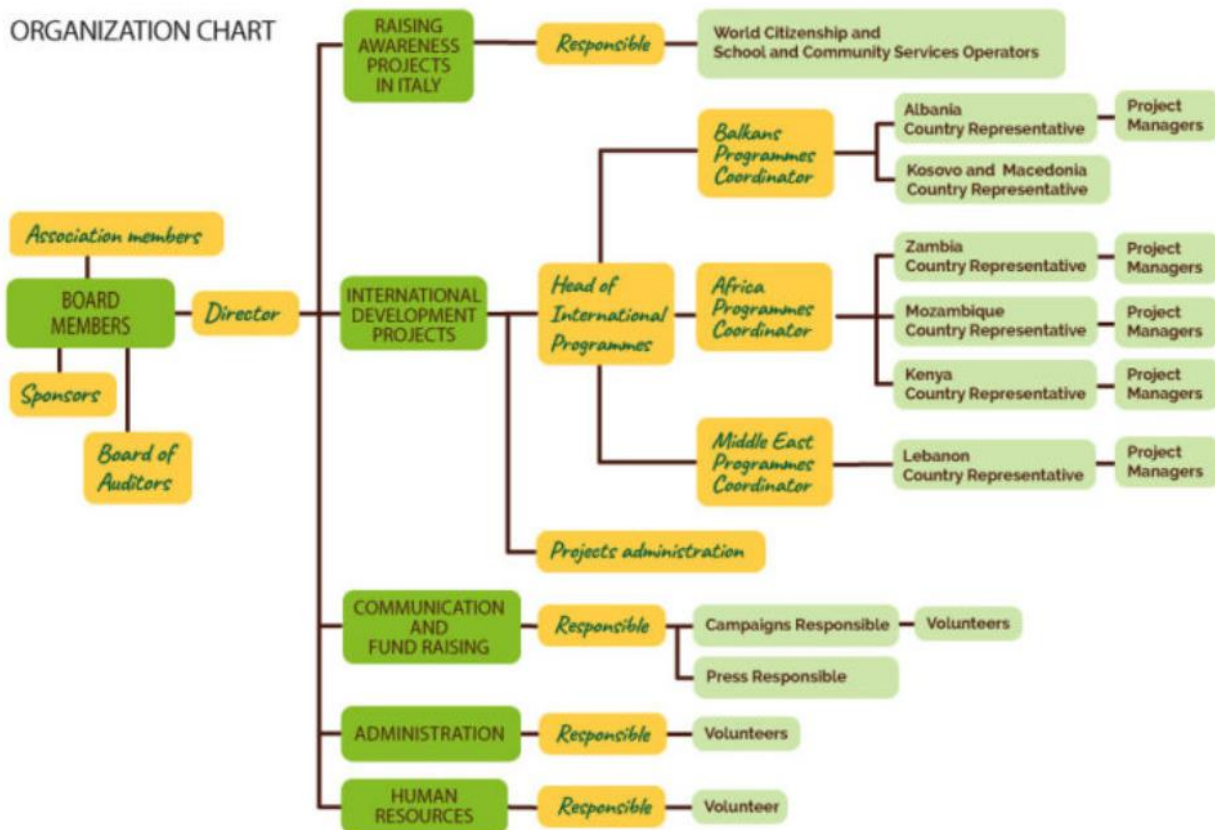 ORGANIZATION CHART
RAISING
AWARENESS
PROJECTS
IN ITALY
Responsible
World Citizenship and
School and Community Services Operators
Balkans
Programmes
Coordinator
Albania
Country Representative
Project
Managers
Kosovo and Macedonia
Country Representative
Association members
BOARD
MEMBERS
Director
Sponsors
Board of
Auditors
INTERNATIONAL
DEVELOPMENT
PROJECTS
Head of
International
Programmes
Africa
Programmes
Coordinator
Zambia
Country Representative
Project
Managers
Mozambique
Country Representative
Project
Managers
Kenya
Country Representative
Project
Managers
Middle East
Programmes
Coordinator
Lebanon
Country Representative
Project
Managers
Projects administration
COMMUNICATION
AND
FUND RAISING
Responsible
Campaigns Responsible
Volunteers
Press Responsible
ADMINISTRATION
Responsible
Volunteers
HUMAN
RESOURCES
Responsible
Volunteer